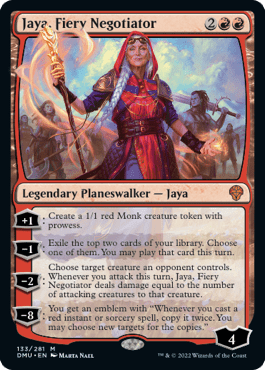 Jaya, Fiery Negotiator 2
Legendary Planeswalker — Jaya
+1 Create a 1/1 red Monk creature token with
prowess.
−1 Exile the top two cards of your library. Choose
one of them. You may play that card this turn.
−2 Choose target creature an opponent controls.
Whenever you attack this turn, Jaya, Fiery
Negotiator deals damage equal to the number
of attacking creatures to that creature.
−8 You get an emblem with "Whenever you cast a
red instant or sorcery spell, copy it twice. You
may choose new targets for the copies."
4
133/281 M
DMU • EN Marta Nael
™ & © 2022 Wizards of the Coast